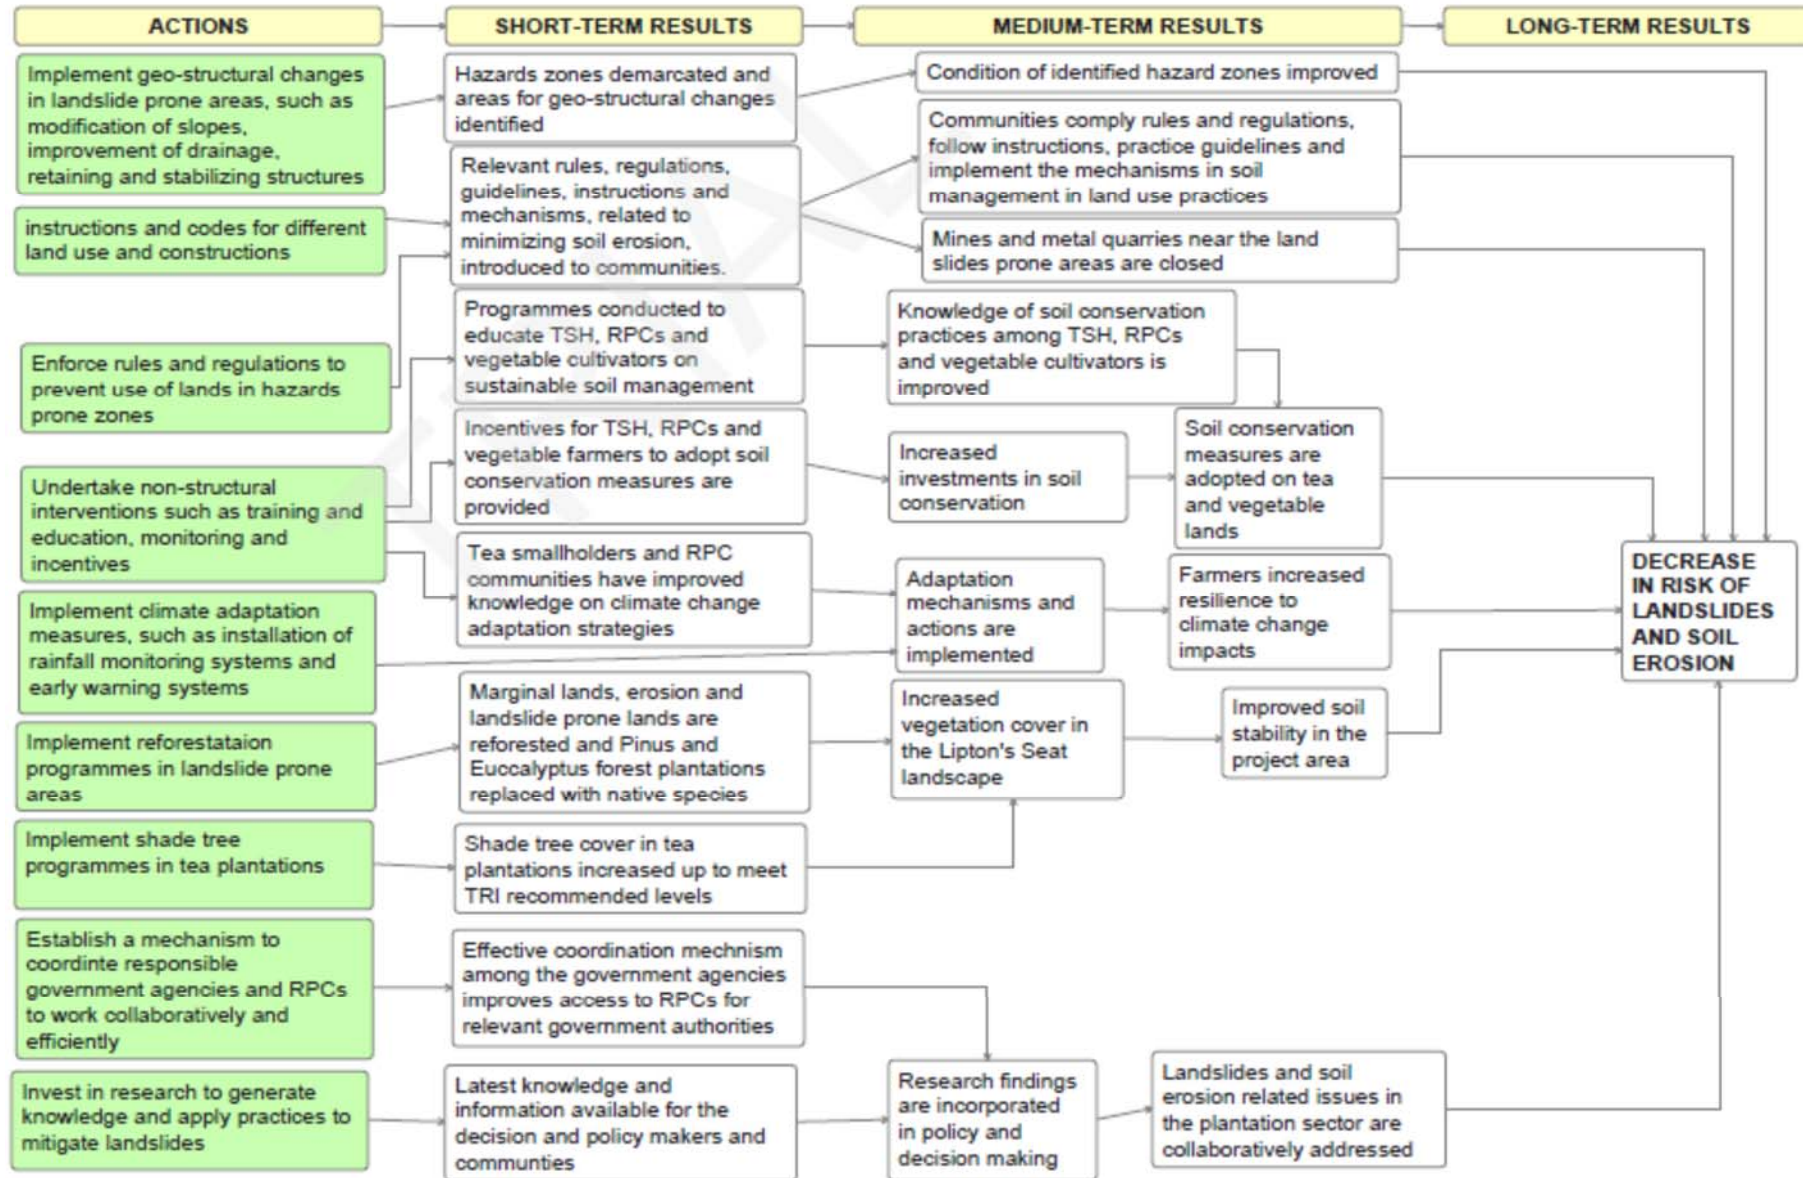 ACTIONS
SHORT-TERM RESULTS
MEDIUM-TERM RESULTS
LONG-TERM RESULTS
Implement geo-structural changes
in landslide prone areas, such as
modification of slopes,
improvement of drainage,
retaining and stabilizing structures
instructions and codes for different
land use and constructions
Enforce rules and regulations to
prevent use of lands in hazards
prone zones
Undertake non-structural
interventions such as training and
education, monitoring and
incentives
Implement climate adaptation
measures, such as installation of
rainfall monitoring systems and
early warning systems
Implement reforestataion
programmes in landslide prone
areas
Implement shade tree
programmes in tea plantations
Establish a mechanism to
coordinte responsible
government agencies and RPCs
to work collaboratively and
efficiently
Invest in research to generate
knowledge and apply practices to
mitigate landslides
Hazards zones demarcated and
areas for geo-structural changes
identified
Relevant rules, regulations,
guidelines, instructions and
mechanisms, related to
minimizing soil erosion,
introduced to communities.
Programmes conducted to
educate TSH, RPCs and
vegetable cultivators on
sustainable soil management
Incentives for TSH, RPCs and
vegetable farmers to adopt soil
conservation measures are
provided
Tea smallholders and RPC
communities have improved
knowledge on climate change
adaptation strategies
Marginal lands, erosion and
landslide prone lands are
reforested and Pinus and
Euccalyptus forest plantations
replaced with native species
Shade tree cover in tea
plantations increased up to meet
TRI recommended levels
Effective coordination mechnism
among the government agencies
improves access to RPCs for
relevant government authorities
Latest knowledge and
information available for the
decision and policy makers and
communties
Condition of identified hazard zones improved
Communities comply rules and regulations,
follow instructions, practice guidelines and
implement the mechanisms in soil
management in land use practices
Mines and metal quarries near the land
slides prone areas are closed
Knowledge of soil conservation
practices among TSH, RPCs
and vegetable cultivators is
improved
Increased
investments in soil
conservation
Soil conservation
measures are
adopted on tea
and vegetable
lands
Adaptation
mechanisms and
actions are
implemented
Farmers increased
resilience to
climate change
impacts
Increased
vegetation cover in
the Lipton's Seat
landscape
Improved soil
stability in the
project area
Research findings
are incorporated
in policy and
decision making
Landslides and soil
erosion related issues in
the plantation sector are
collaboratively addressed
DECREASE
IN RISK OF
LANDSLIDES
AND SOIL
EROSION
FINAL